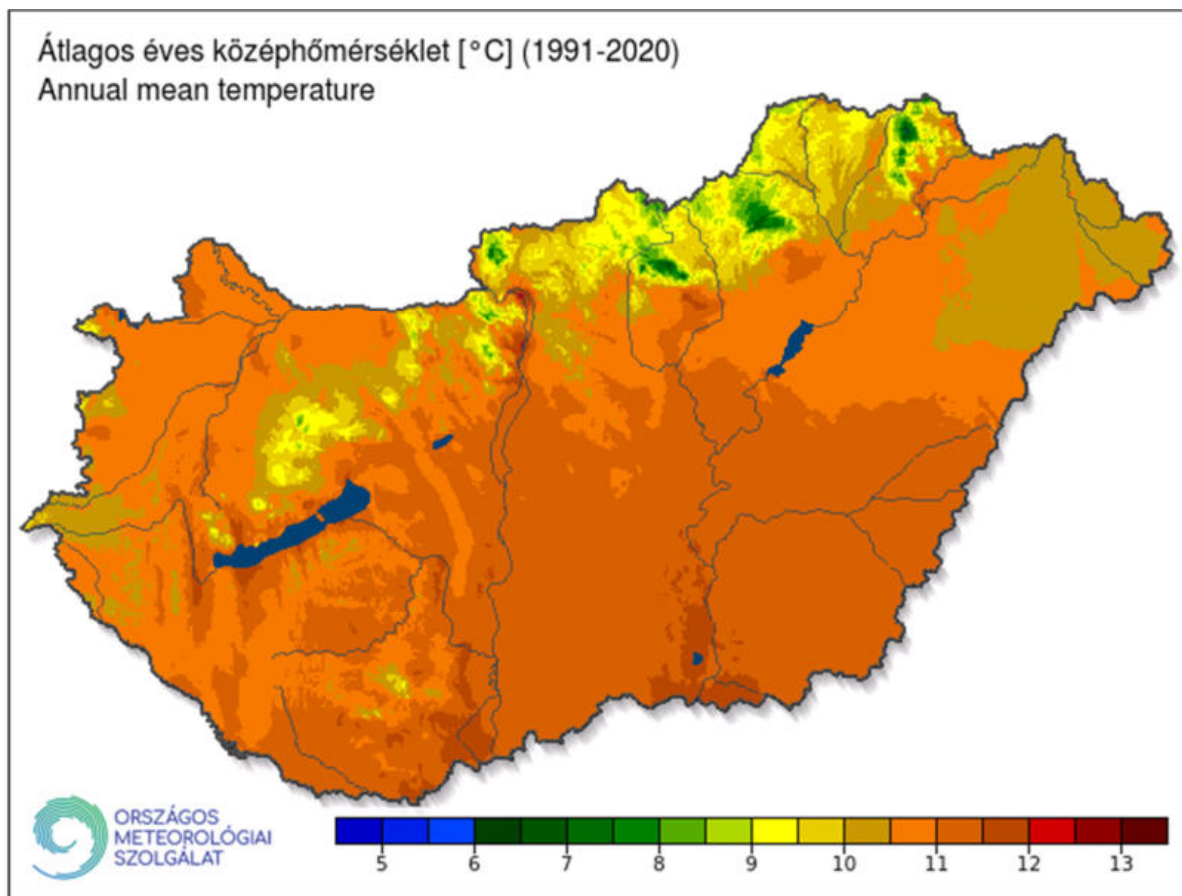 Átlagos éves középhőmérséklet [°C] (1991-2020)
Annual mean temperature
ORSZÁGOS
METEOROLÓGIAI
SZOLGÁLAT
5 6 7 8 9 10 11 12 13